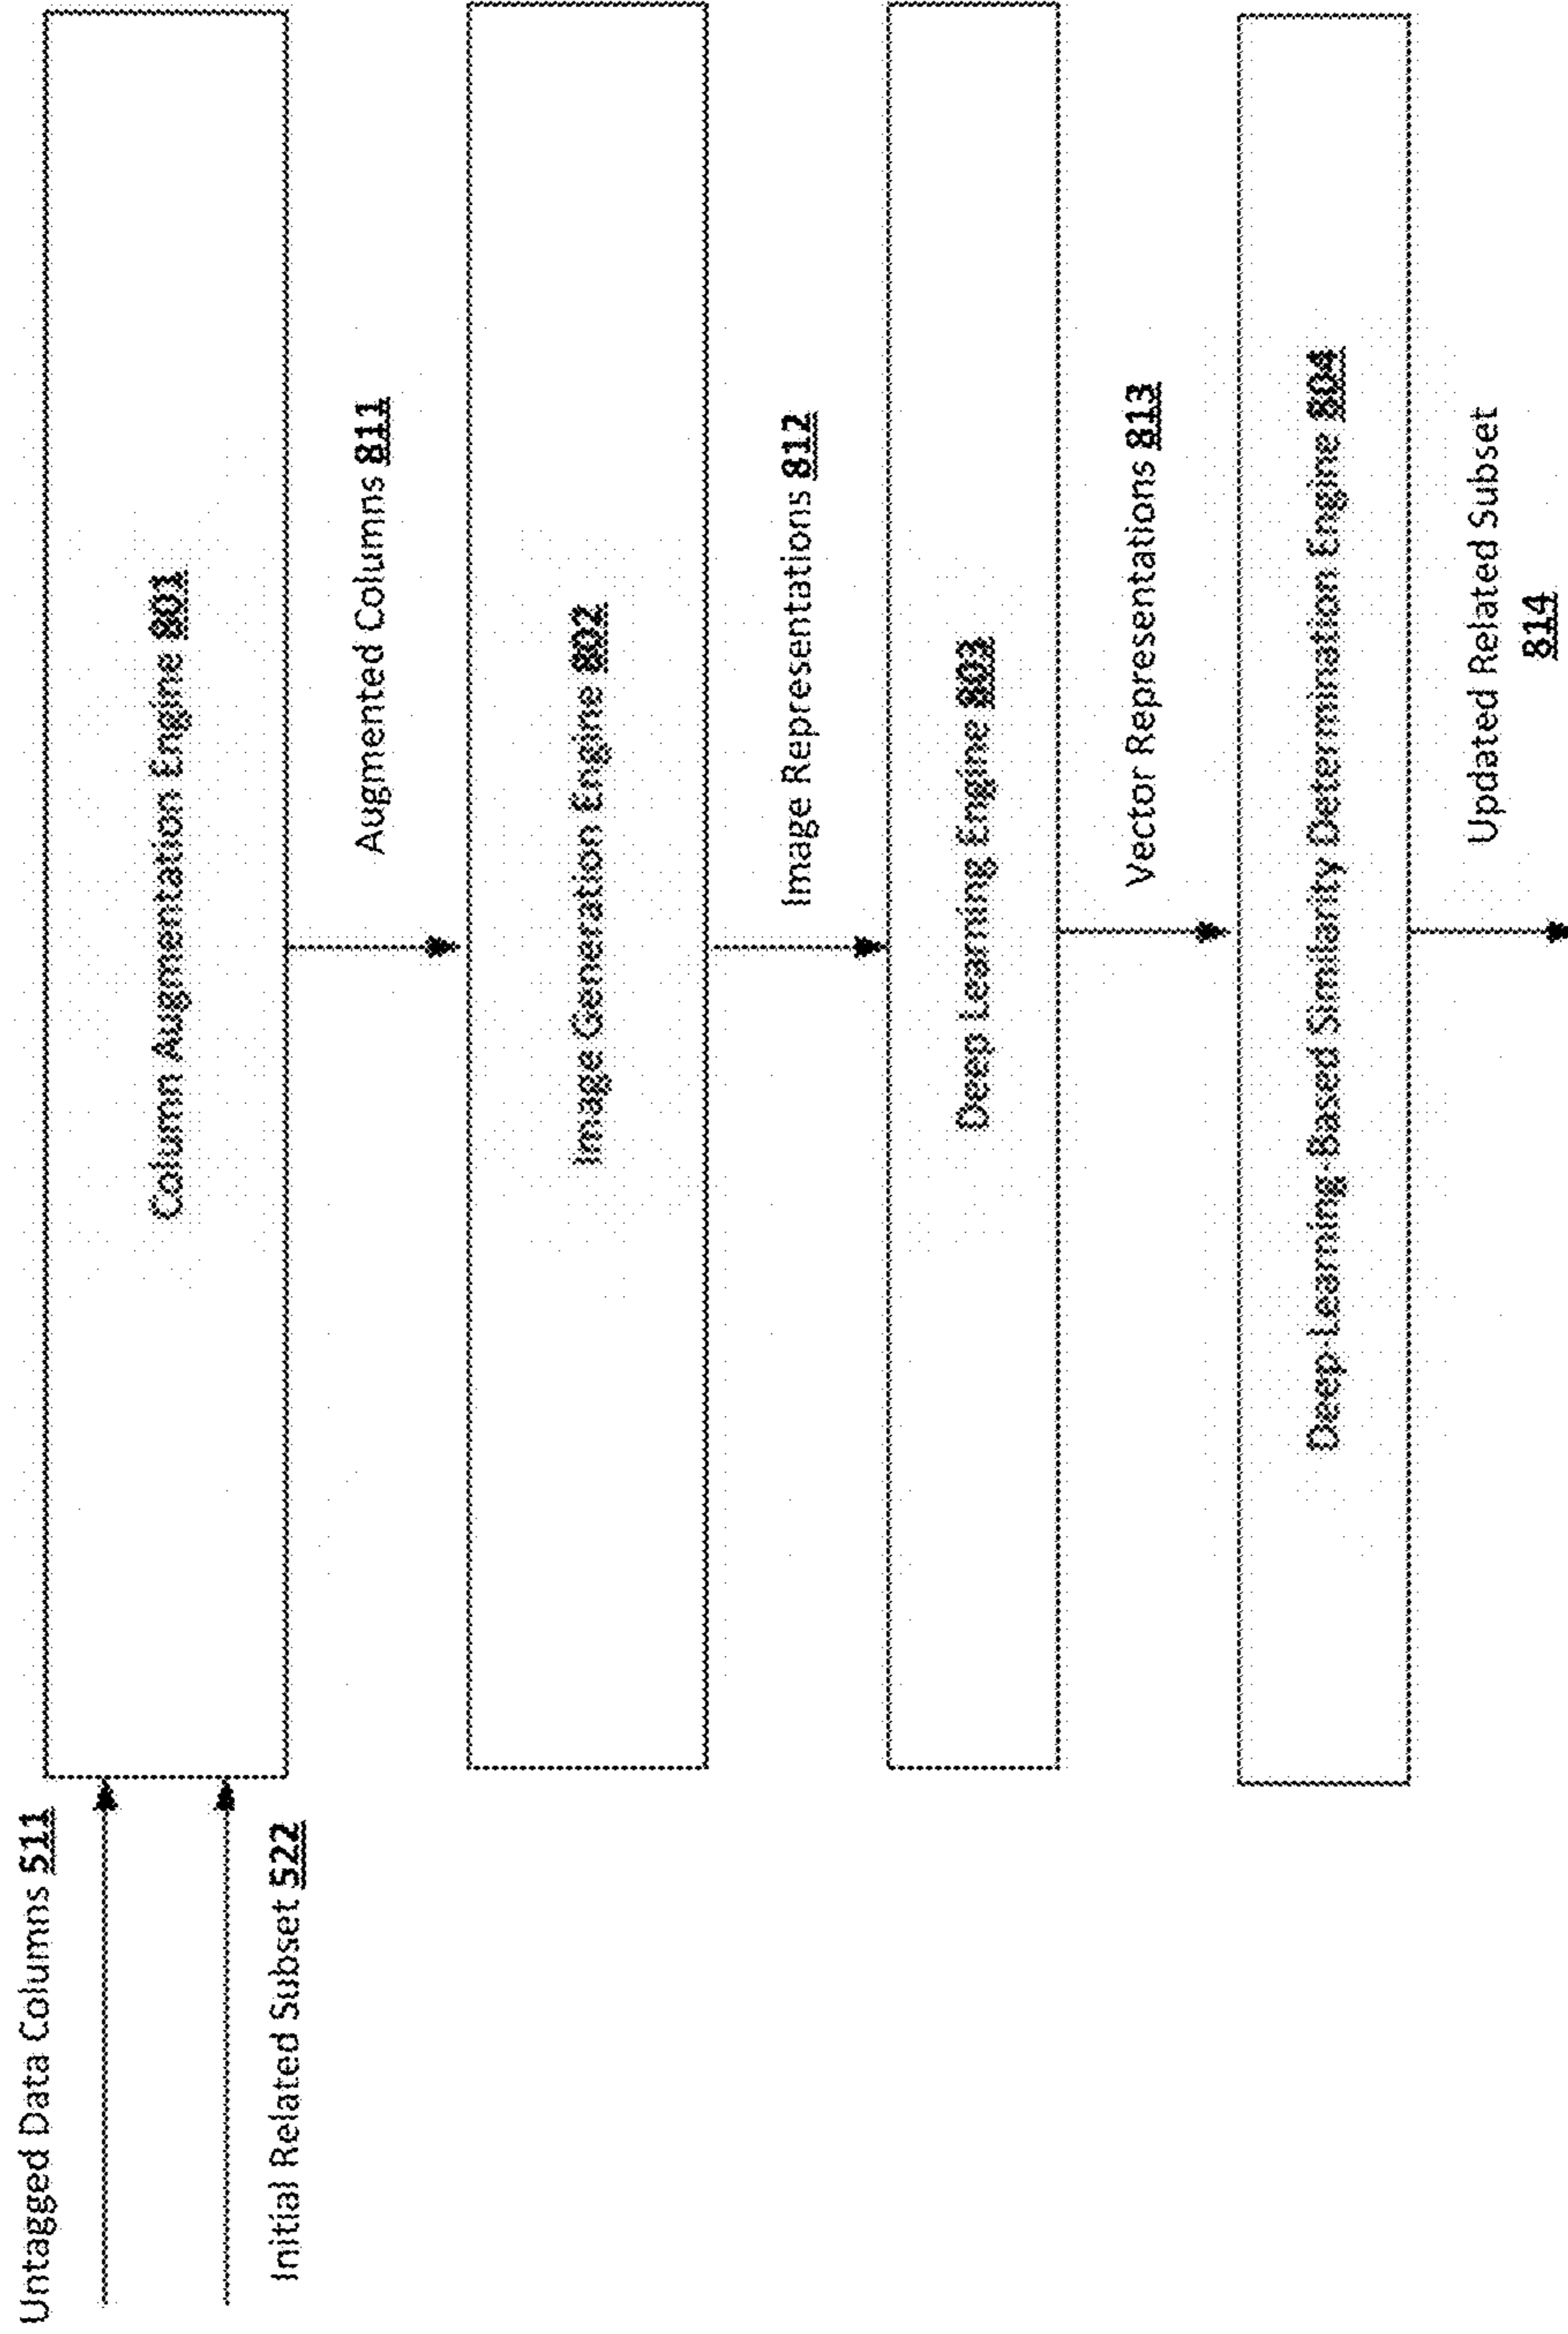 Untagged Data Columns 511
Initial Related Subset 522
Column Augmentation Engine 801
Augmented Columns 811
Image Generation Engine 802
Image Representations 812
Deep Learning Engine 803
Vector Representations 813
Deep-Learning-Based Similarity Determination Engine 804
Updated Related Subset
814